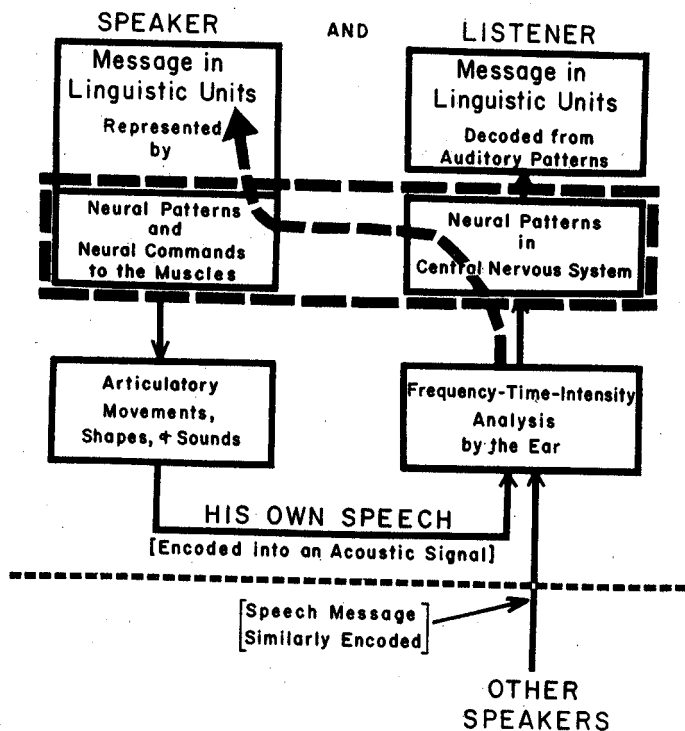 SPEAKER AND LISTENER
Message in
Linguistic Units
Represented
by
Neural Patterns
and
Neural Commands
to the Muscles
Message in
Linguistic Units
Decoded from
Auditory Patterns
Neural Patterns
in
Central Nervous System
Articulatory
Movements,
Shapes, & Sounds
Frequency-Time-Intensity
Analysis
by the Ear
HIS OWN SPEECH
[Encoded into an Acoustic Signal]
[Speech Message
Similarly Encoded]
OTHER
SPEAKERS